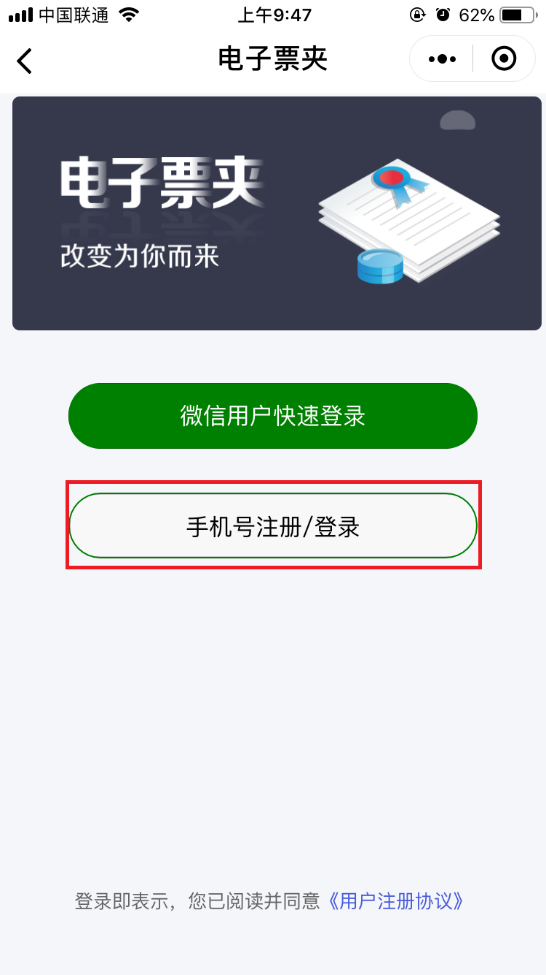 中国联通 上午9:47 62%
电子票夹
电子票夹
改变为你而来
微信用户快速登录
手机号注册/登录
登录即表示，您已阅读并同意《用户注册协议》